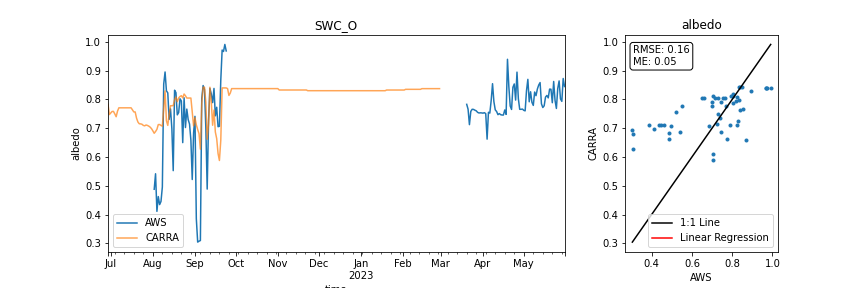 SWC_O
albedo
1.0
0.9
0.8
0.7
0.6
0.5
0.4
0.3
albedo
AWS
CARRA
Jul
Aug
Sep
Oct
Nov
Dec
Jan
Feb
Mar
Apr
May
2023
albedo
RMSE: 0.16
ME: 0.05
CARRA
1.0
0.9
0.8
0.7
0.6
0.5
0.4
0.3
1:1 Line
Linear Regression
0.4
0.6
0.8
1.0
AWS